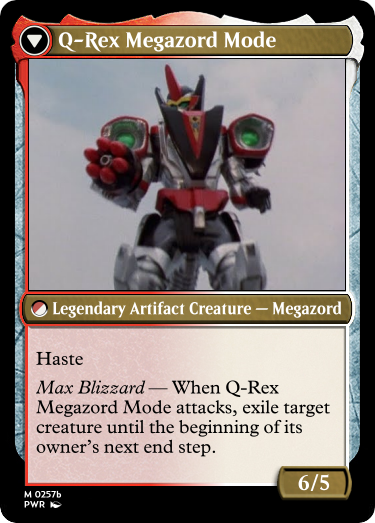 Q-Rex Megazord Mode
Legendary Artifact Creature — Megazord
Haste
Max Blizzard — When Q-Rex
Megazord Mode attacks, exile target
creature until the beginning of its
owner's next end step.
6/5
M 0257b
PWR